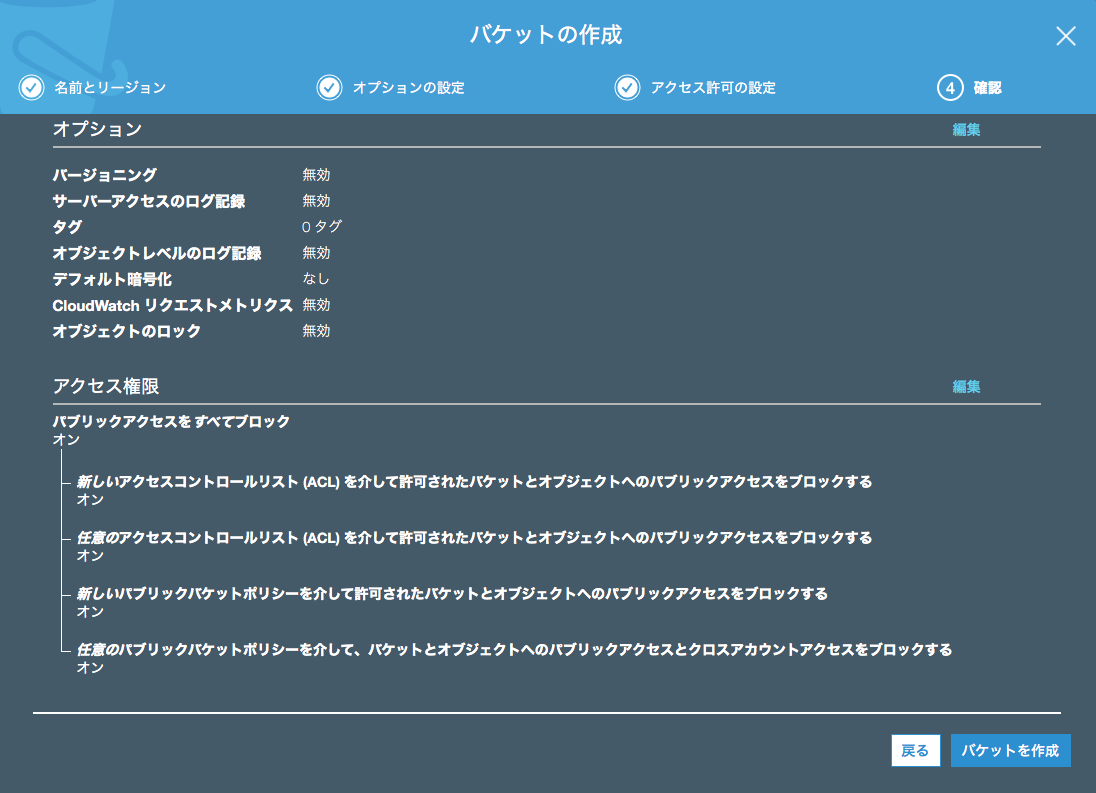 バケットの作成
名前とリージョン
オプションの設定
アクセス許可の設定
4 確認
オプション 編集
バージョニング 無効
サーバーアクセスのログ記録 無効
タグ 0 タグ
オブジェクトレベルのログ記録 無効
デフォルト暗号化 なし
CloudWatch リクエストメトリクス 無効
オブジェクトのロック 無効
アクセス権限 編集
パブリックアクセスをすべてブロック
オン
新しいアクセスコントロールリスト (ACL) を介して許可されたバケットとオブジェクトへのパブリックアクセスをブロックする
オン
任意のアクセスコントロールリスト (ACL) を介して許可されたバケットとオブジェクトへのパブリックアクセスをブロックする
オン
新しいパブリックバケットポリシーを介して許可されたバケットとオブジェクトへのパブリックアクセスをブロックする
オン
任意のパブリックバケットポリシーを介して、バケットとオブジェクトへのパブリックアクセスとクロスアカウントアクセスをブロックする
オン
戻る バケットを作成